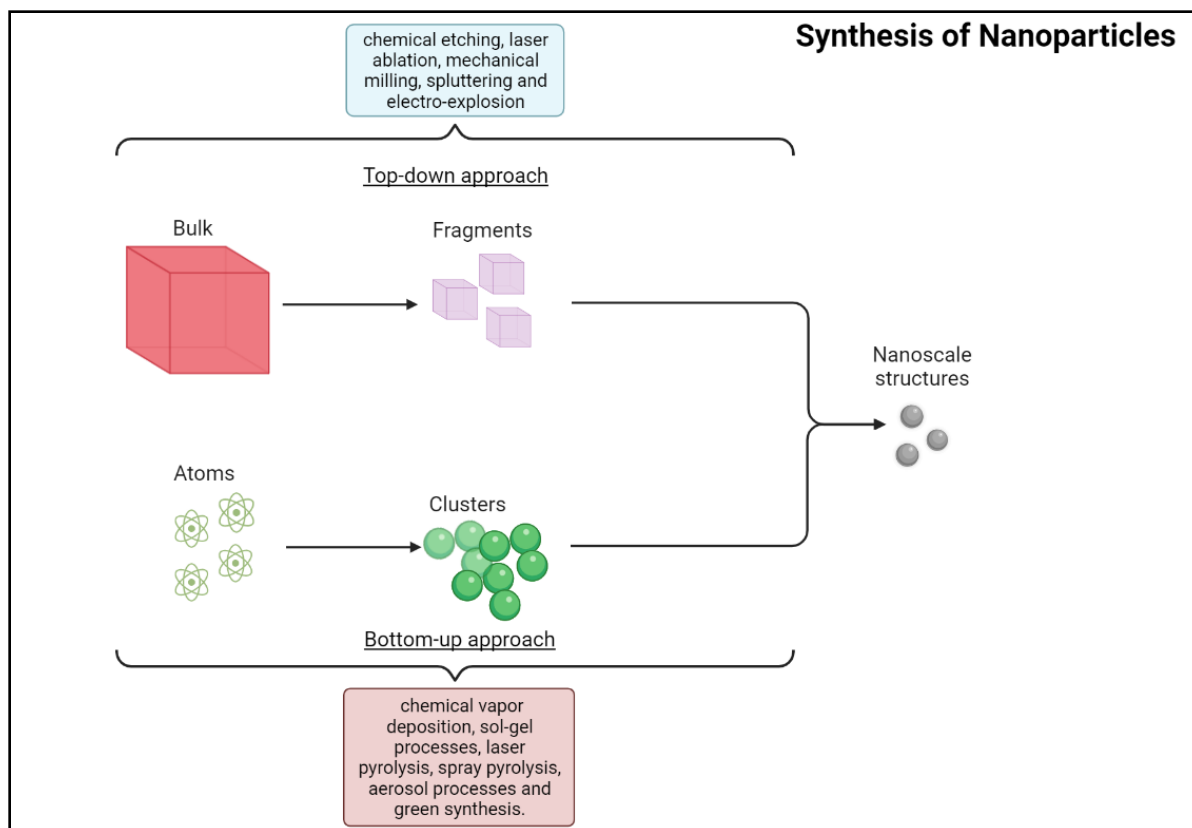 Synthesis of Nanoparticles
chemical etching, laser
ablation, mechanical
milling, spluttering and
electro-explosion
Top-down approach
Bulk
Fragments
Nanoscale
structures
Atoms
Clusters
Bottom-up approach
chemical vapor
deposition, sol-gel
processes, laser
pyrolysis, spray pyrolysis,
aerosol processes and
green synthesis.